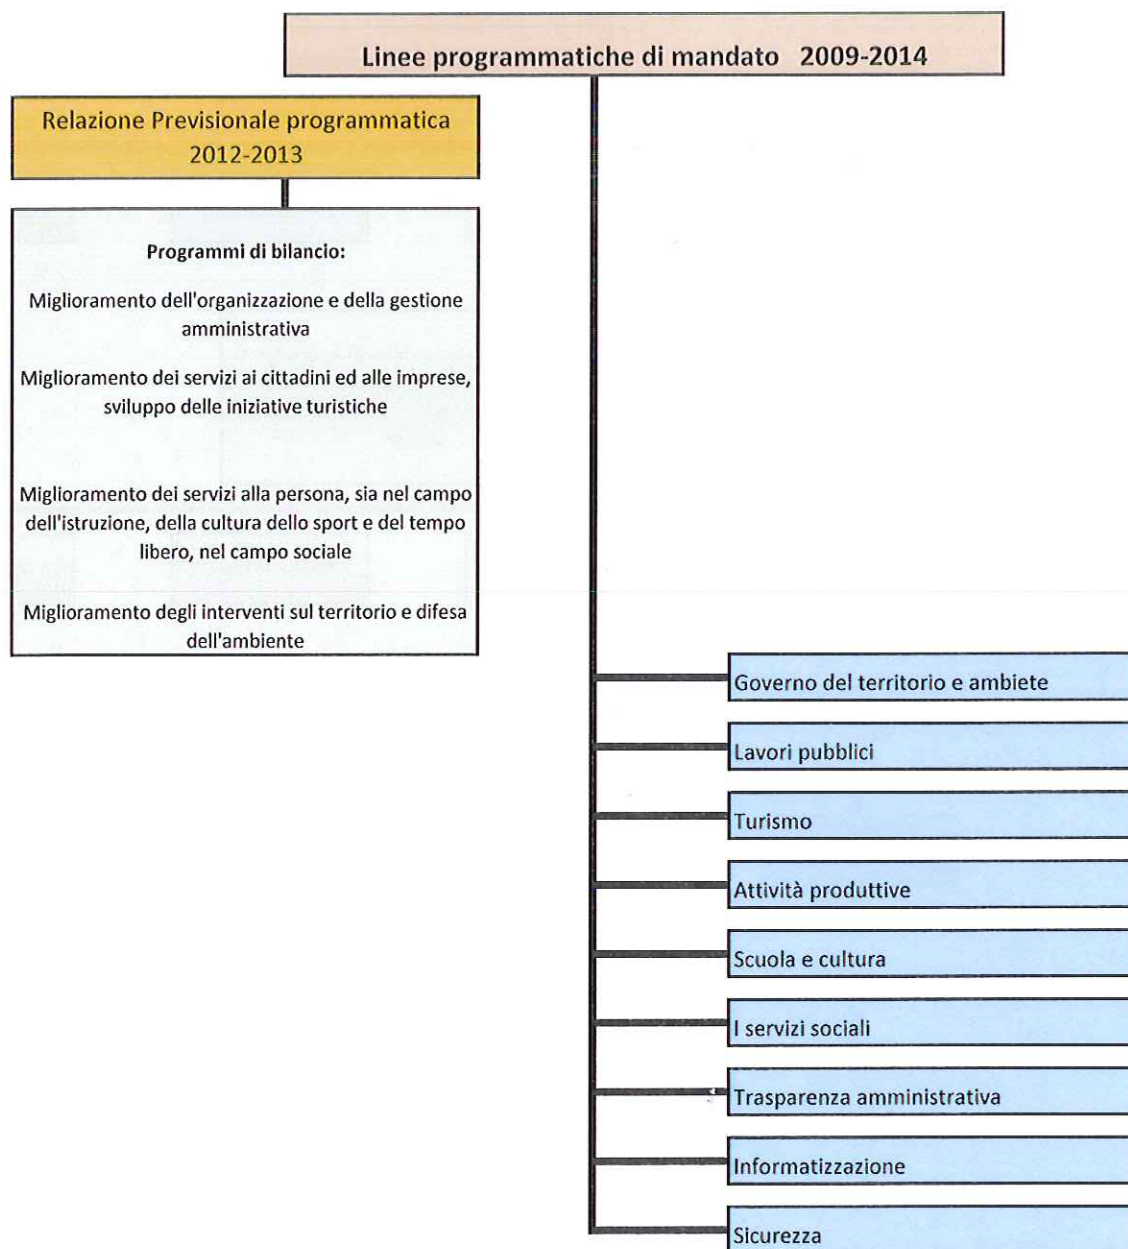 Linee programmatiche di mandato 2009-2014
Relazione Previsionale programmatica
2012-2013
Programmi di bilancio:
Miglioramento dell'organizzazione e della gestione
amministrativa
Miglioramento dei servizi ai cittadini ed alle imprese,
sviluppo delle iniziative turistiche
Miglioramento dei servizi alla persona, sia nel campo
dell'istruzione, della cultura dello sport e del tempo
libero, nel campo sociale
Miglioramento degli interventi sul territorio e difesa
dell'ambiente
Governo del territorio e ambiete
Lavori pubblici
Turismo
Attività produttive
Scuola e cultura
I servizi sociali
Trasparenza amministrativa
Informatizzazione
Sicurezza